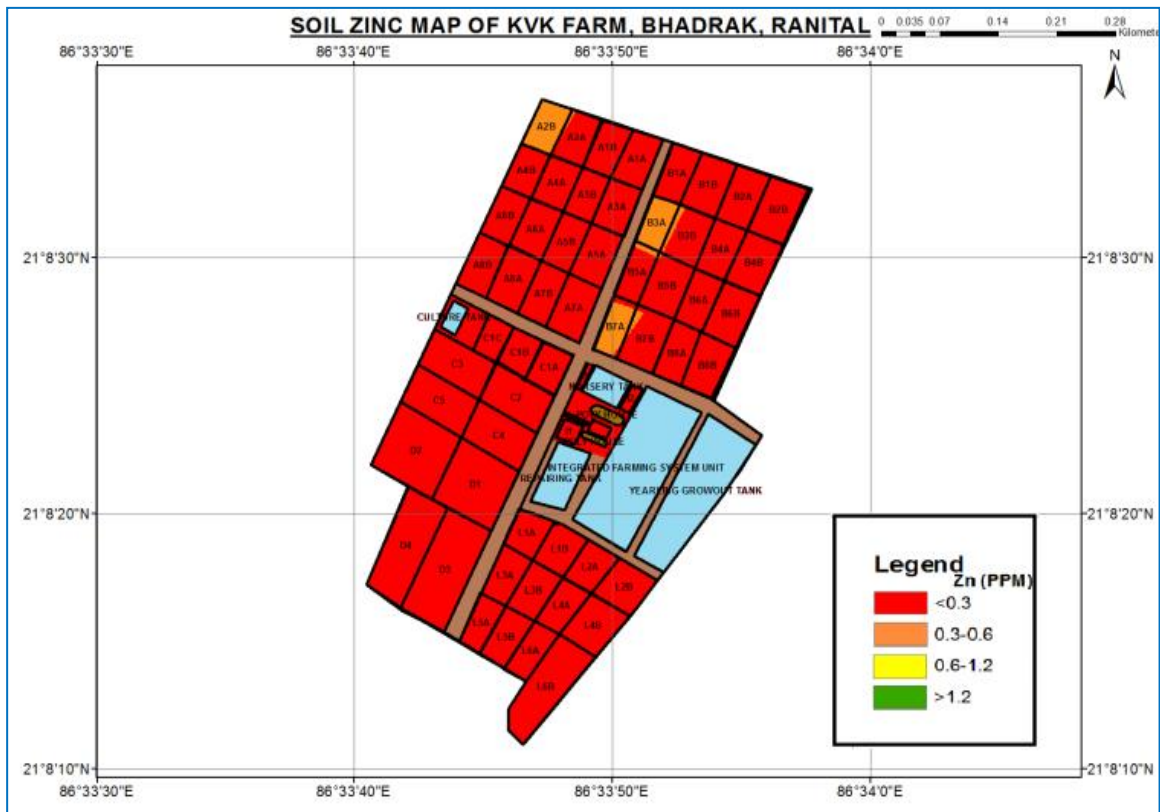 SOIL ZINC MAP OF KVK FARM, BHADRAK, RANITAL
0 0.035 0.07 0.14 0.21 0.28
Kilomete
86°33'30"E 86°33'40"E 86°33'50"E 86°34'0"E
N
A2B A2A A1B A1A
B1A B1B B2A B2B
A4B A4A A3B A3A
B3A B3B B4A B4B
A6B A6A A5B A5A
21°8'30"N 21°8'30"N
B5A B5B B6A B6B
A8B A8A A7B A7A
B7A B7B B8A B8B
CULTURE TANK
C1C C1B C1A
C3 C2
NURSERY TANK
C5 C4
D2 D1
INTEGRATED FARMING SYSTEM UNIT
REPAIRING TANK
YEARLING GROWOUT TANK
21°8'20"N 21°8'20"N
D4 D3
L1A L1B L2A L2B
L3A L3B L4A L4B
L5A L5B L6A
L6B
Legend
Zn (PPM)
<0.3
0.3-0.6
0.6-1.2
>1.2
21°8'10"N 21°8'10"N
86°33'30"E 86°33'40"E 86°33'50"E 86°34'0"E